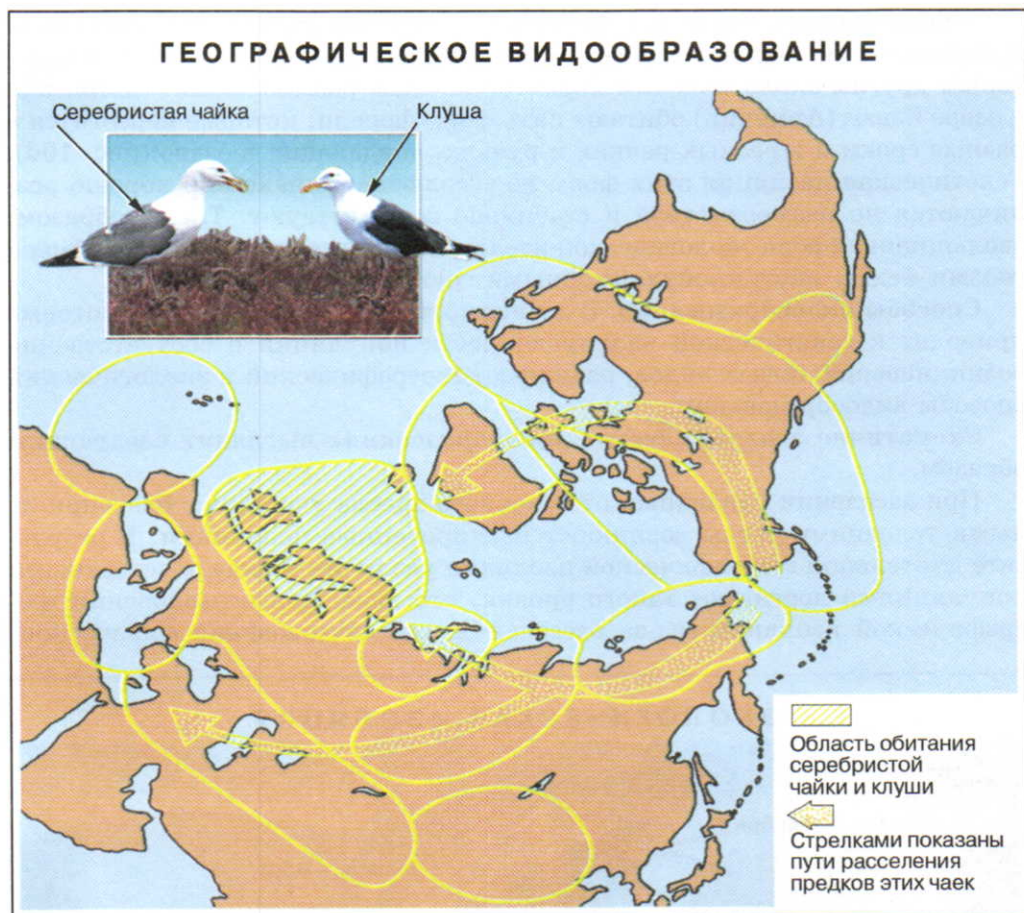 ГЕОГРАФИЧЕСКОЕ ВИДООБРАЗОВАНИЕ
Серебристая чайка
Клуша
Область обитания
серебристой
чайки и клуши
Стрелками показаны
пути расселения
предков этих чаек